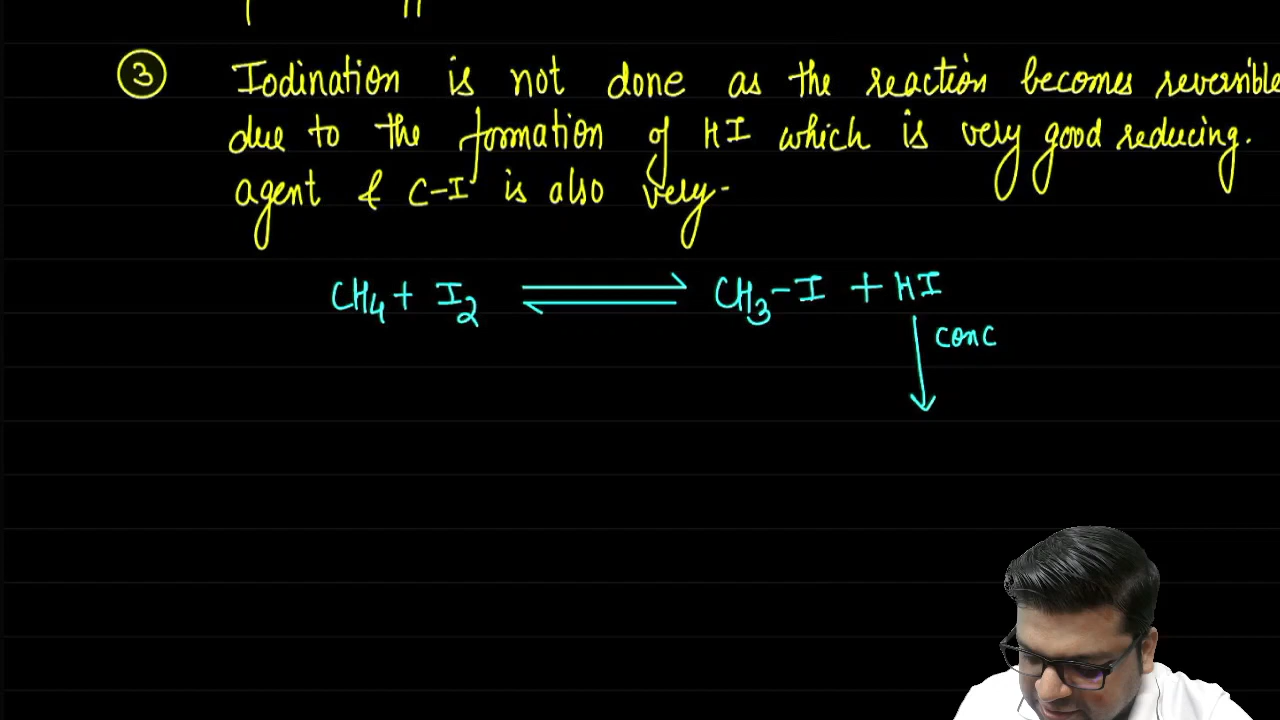 3 Iodination is not done as the reaction becomes reversible
due to the formation of HI which is very good reducing.
agent & C-I is also very-
CH4 + I2 ⇌ CH3-I + HI
conc